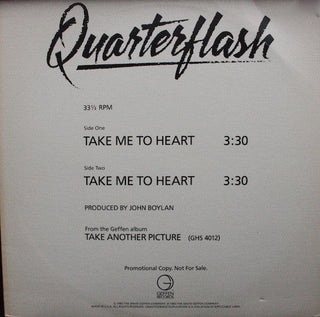 Quarterflash
33⅓ RPM
Side One
TAKE ME TO HEART 3:30
Side Two
TAKE ME TO HEART 3:30
PRODUCED BY JOHN BOYLAN
From the Geffen album
TAKE ANOTHER PICTURE (GHS 4012)
Promotional Copy. Not For Sale.
GEFFEN
RECORDS